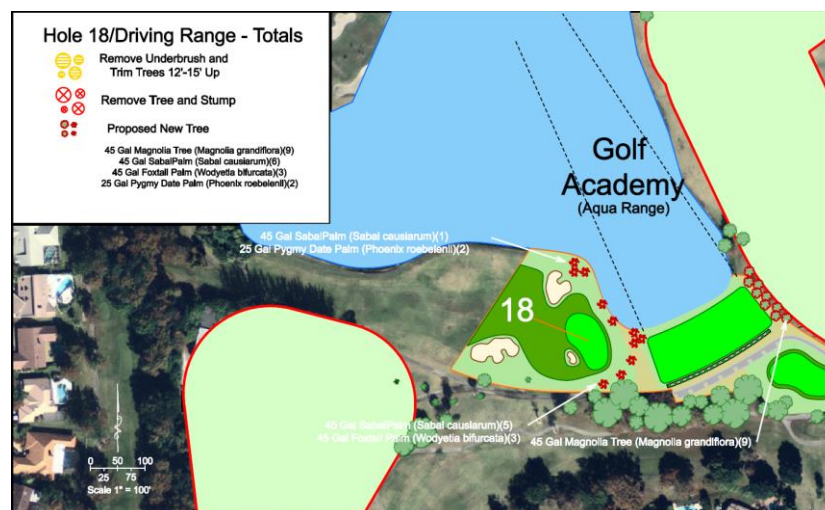 Hole 18/Driving Range - Totals
Remove Underbrush and
Trim Trees 12'-15' Up
Remove Tree and Stump
Proposed New Tree
45 Gal Magnolia Tree (Magnolia grandiflora)(9)
45 Gal SabalPalm (Sabal causiarum)(6)
45 Gal Foxtail Palm (Wodyetia bifurcata)(3)
25 Gal Pygmy Date Palm (Phoenix roebelenii)(2)
Golf
Academy
(Aqua Range)
45 Gal SabalPalm (Sabal causiarum)(1)
25 Gal Pygmy Date Palm (Phoenix roebelenii)(2)
18
45 Gal SabalPalm (Sabal causiarum)(5)
45 Gal Foxtail Palm (Wodyetia bifurcata)(3)
45 Gal Magnolia Tree (Magnolia grandiflora)(9)
0 50 100
25 75
Scale 1" = 100'